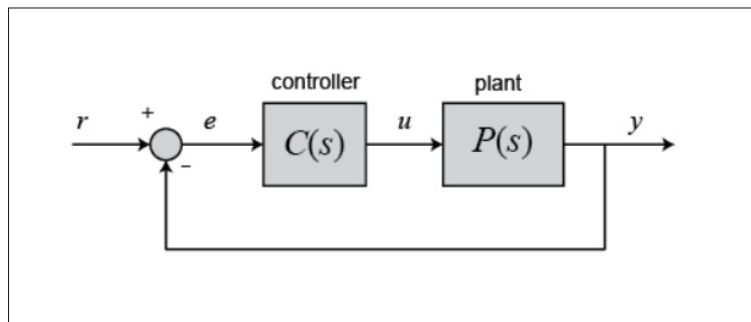 controller plant
r + e C(s) u P(s) y
−